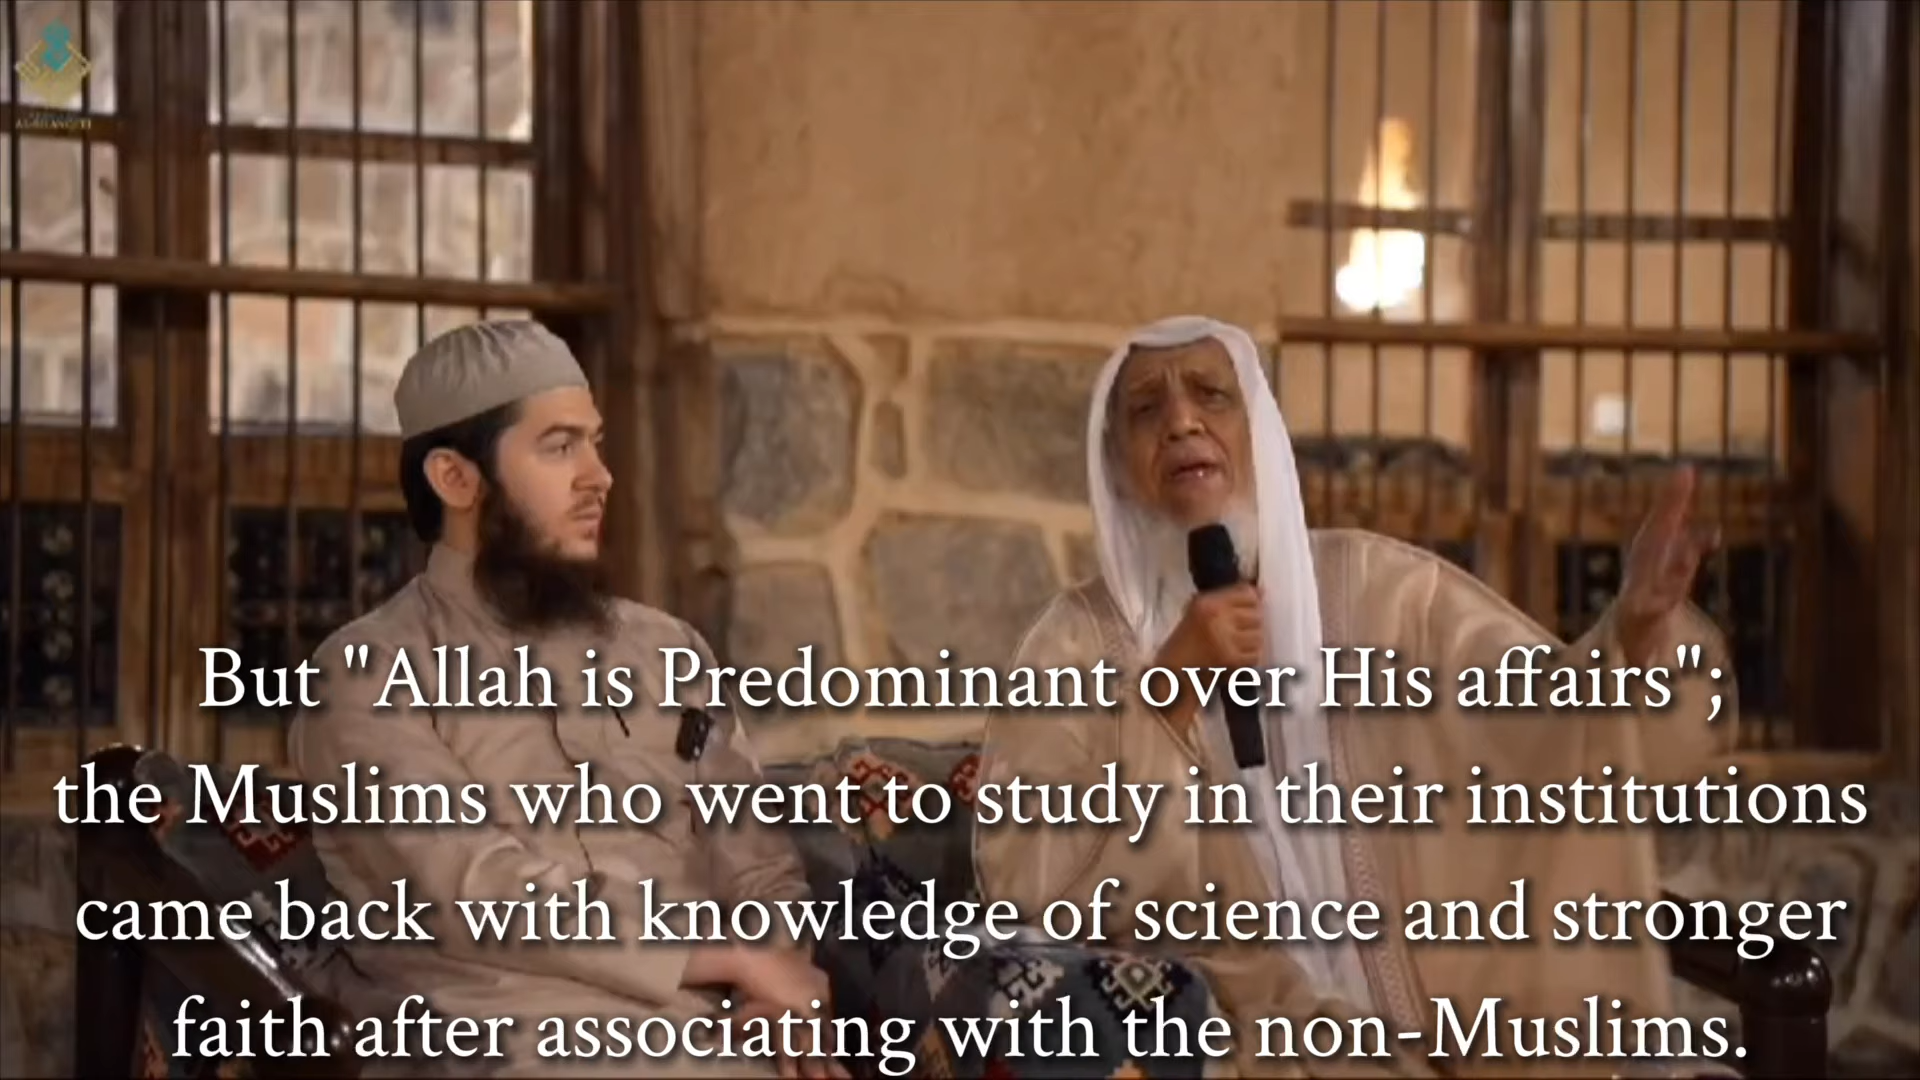 But "Allah is Predominant over His affairs";
the Muslims who went to study in their institutions
came back with knowledge of science and stronger
faith after associating with the non-Muslims.